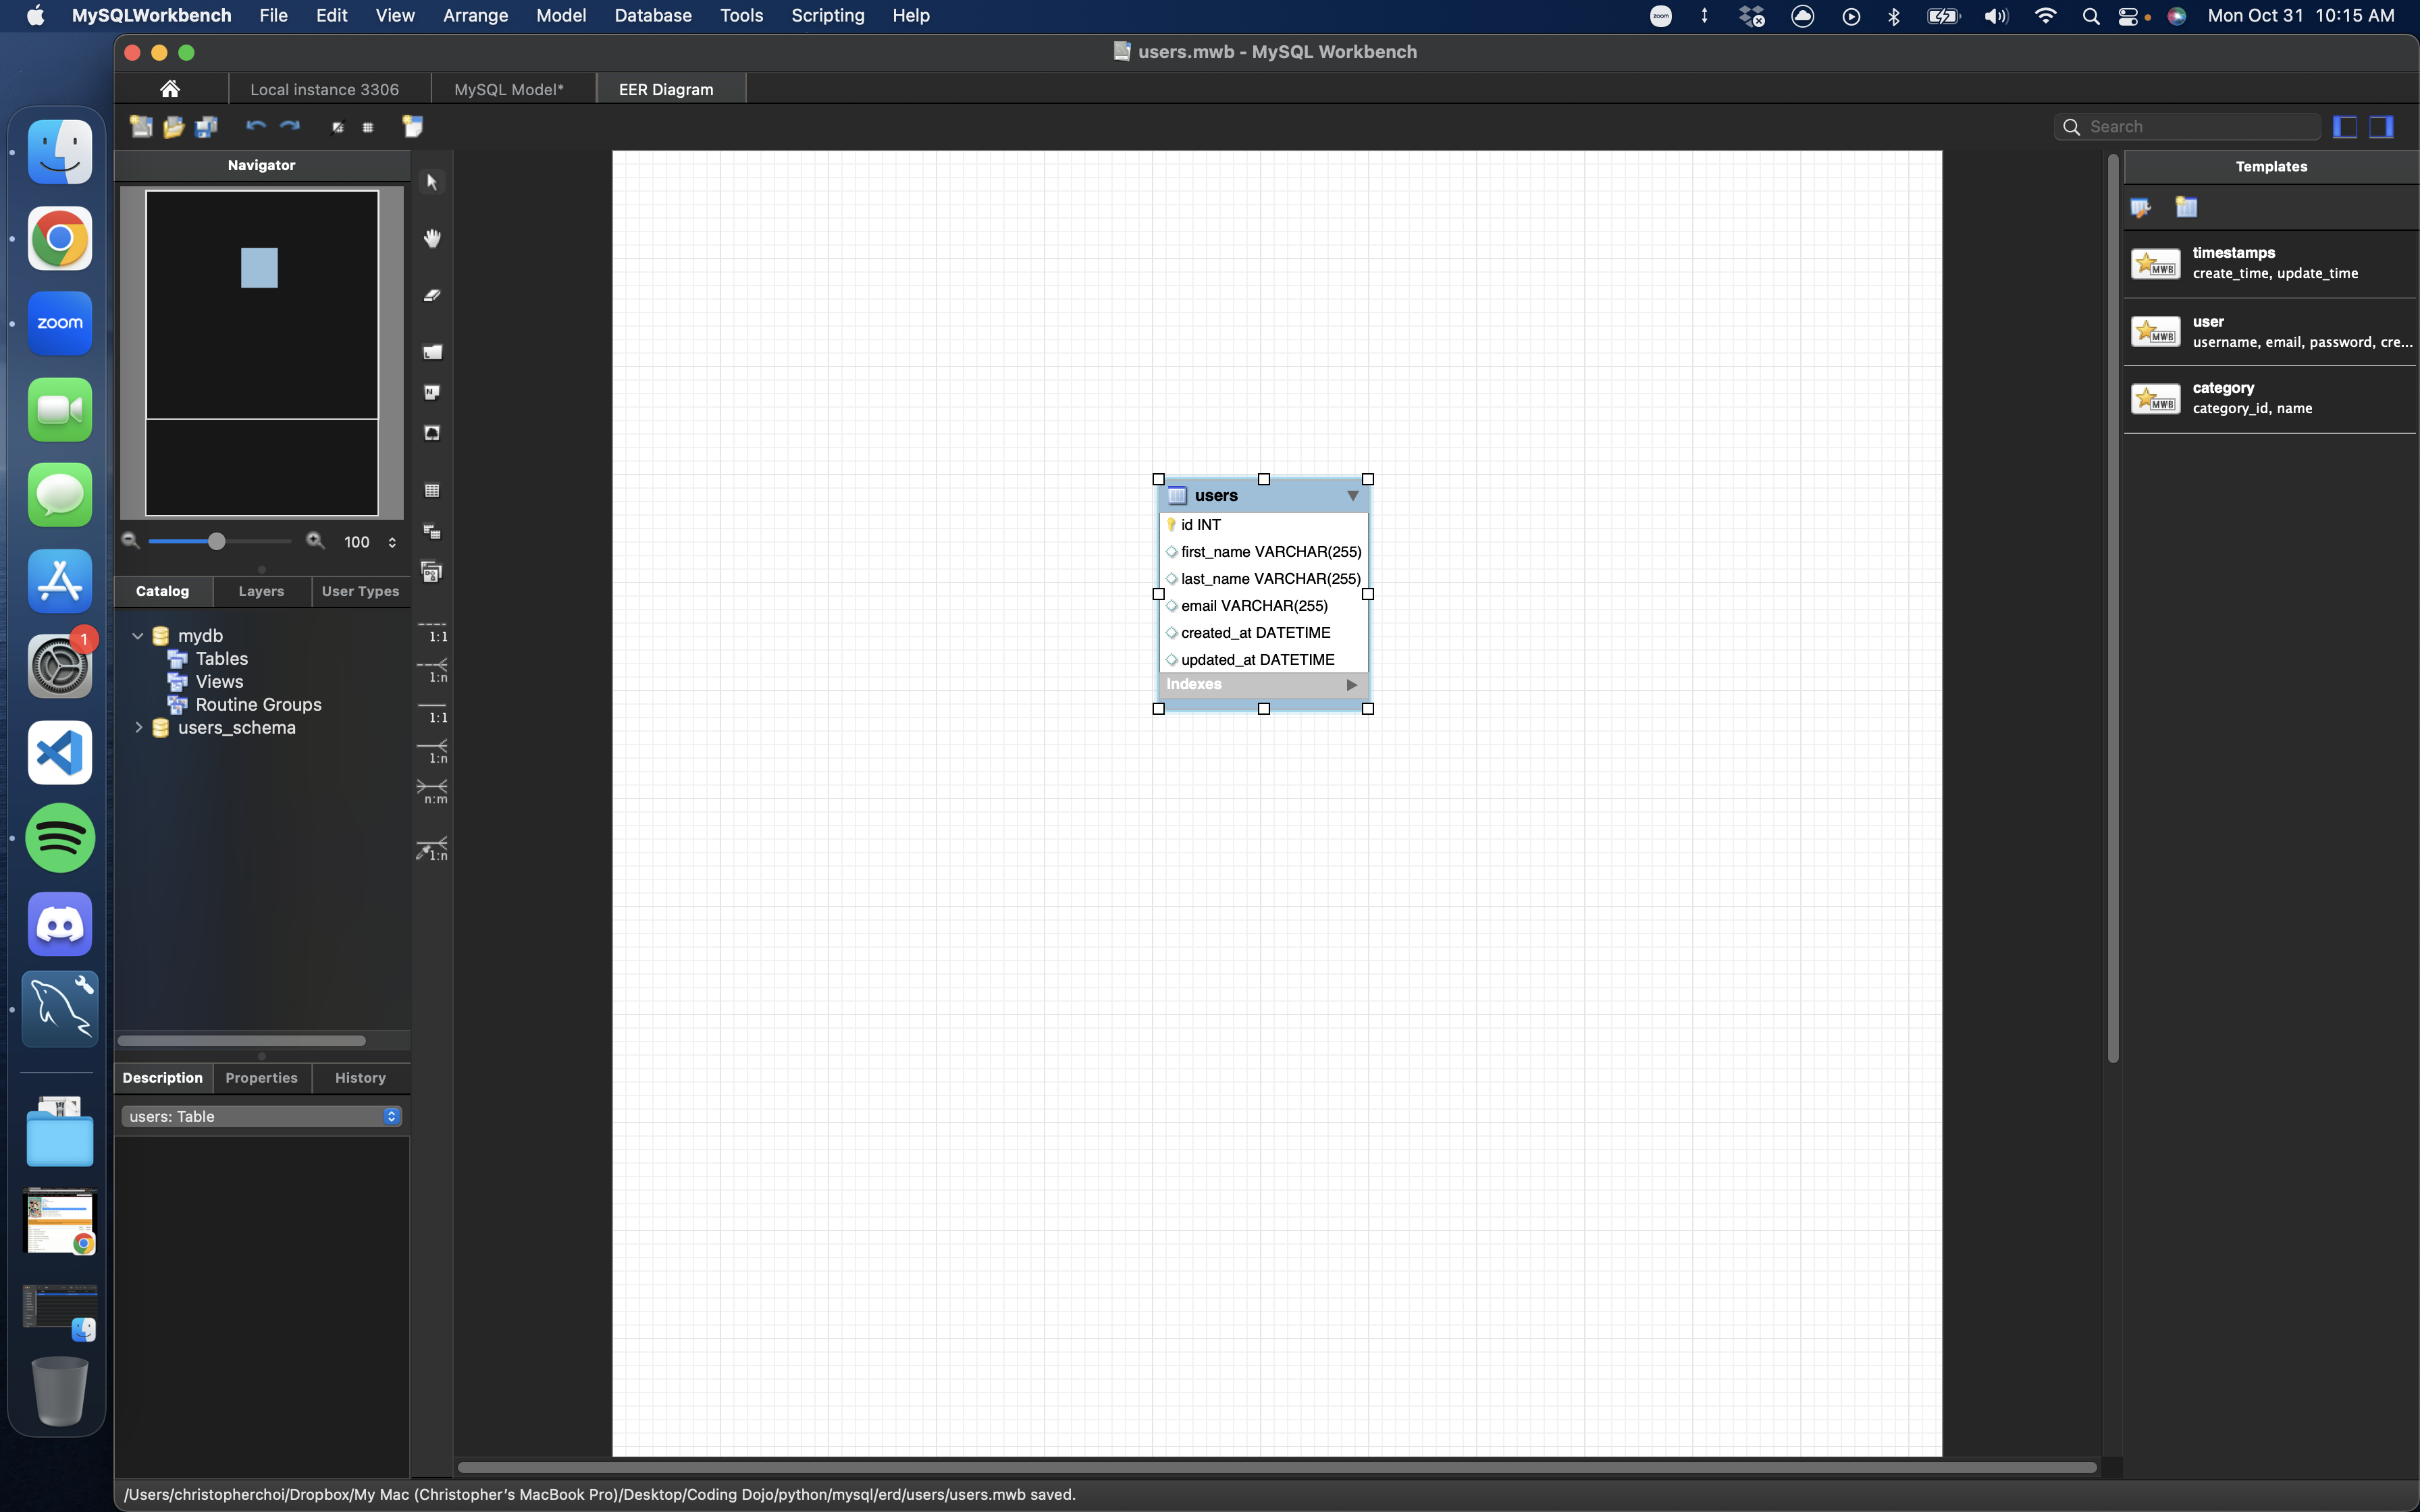 MySQLWorkbench File Edit View Arrange Model Database Tools Scripting Help
zoom
Mon Oct 31 10:15 AM
users.mwb - MySQL Workbench
Local instance 3306 MySQL Model* EER Diagram
Search
Navigator
Templates
timestamps
create_time, update_time
user
username, email, password, cre...
category
category_id, name
MWB
MWB
MWB
zoom
100
Catalog Layers User Types
mydb
Tables
Views
Routine Groups
users_schema
1
1:1
1:n
1:1
1:n
n:m
1:n
users
id INT
first_name VARCHAR(255)
last_name VARCHAR(255)
email VARCHAR(255)
created_at DATETIME
updated_at DATETIME
Indexes
Description Properties History
users: Table
/Users/christopherchoi/Dropbox/My Mac (Christopher's MacBook Pro)/Desktop/Coding Dojo/python/mysql/erd/users/users.mwb saved.